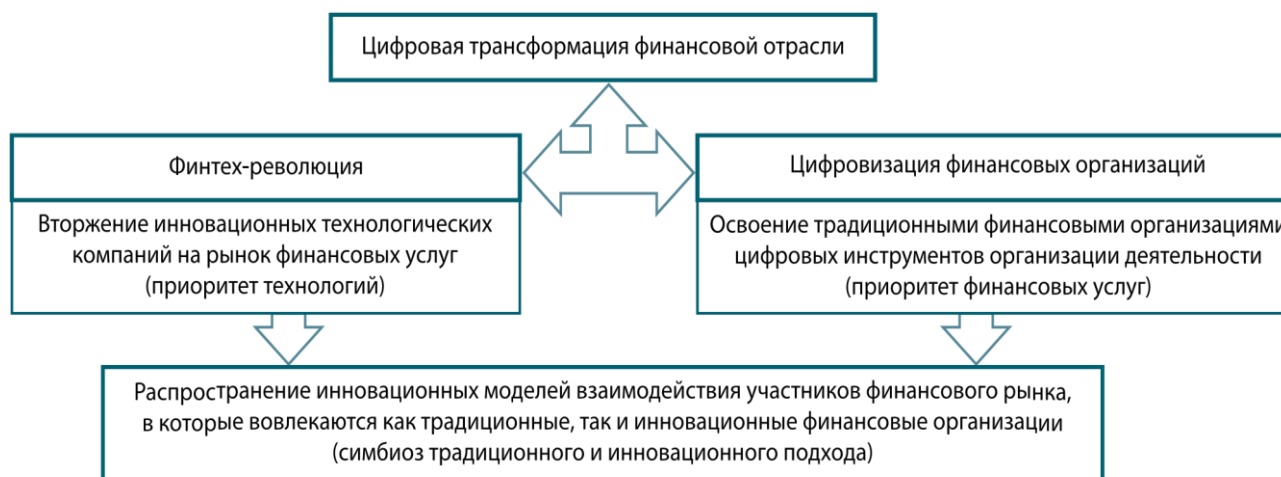 Цифровая трансформация финансовой отрасли
Финтех-революция
Вторжение инновационных технологических
компаний на рынок финансовых услуг
(приоритет технологий)
Цифровизация финансовых организаций
Освоение традиционными финансовыми организациями
цифровых инструментов организации деятельности
(приоритет финансовых услуг)
Распространение инновационных моделей взаимодействия участников финансового рынка,
в которые вовлекаются как традиционные, так и инновационные финансовые организации
(симбиоз традиционного и инновационного подхода)